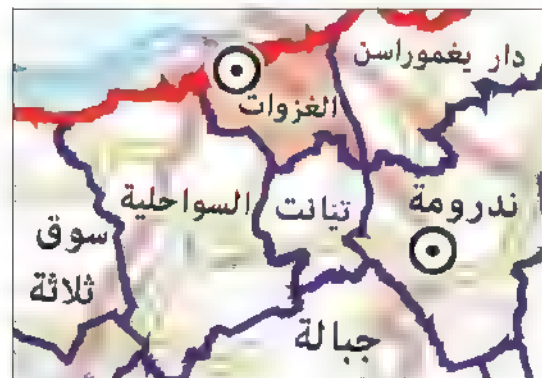 دار يغموراسن
الغزوات
السواحلية
تيانت
ندرومة
سوق
ثلاثة
جبالة